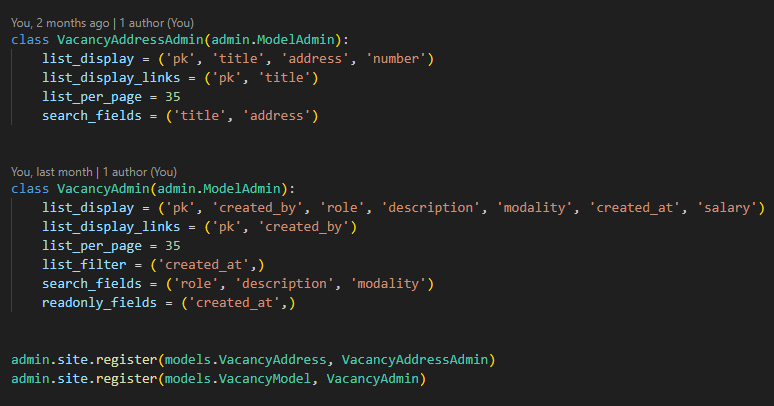 You, 2 months ago | 1 author (You)
class VacancyAddressAdmin(admin.ModelAdmin):
    list_display = ('pk', 'title', 'address', 'number')
    list_display_links = ('pk', 'title')
    list_per_page = 35
    search_fields = ('title', 'address')
You, last month | 1 author (You)
class VacancyAdmin(admin.ModelAdmin):
    list_display = ('pk', 'created_by', 'role', 'description', 'modality', 'created_at', 'salary')
    list_display_links = ('pk', 'created_by')
    list_per_page = 35
    list_filter = ('created_at',)
    search_fields = ('role', 'description', 'modality')
    readonly_fields = ('created_at',)
admin.site.register(models.VacancyAddress, VacancyAddressAdmin)
admin.site.register(models.VacancyModel, VacancyAdmin)